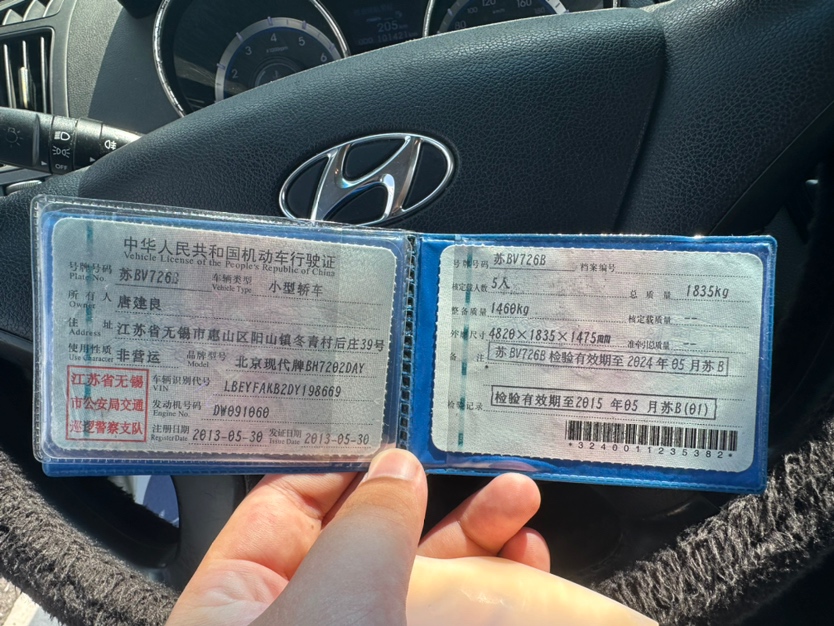 中华人民共和国机动车行驶证
Vehicle License of the People's Republic of China
号牌号码 苏BV726B 车辆类型 小型轿车
Plate No. Vehicle Type
所有人 唐建良
Owner
住址 江苏省无锡市惠山区阳山镇冬青村后庄39号
Address
使用性质 非营运 品牌型号 北京现代牌BH7202DAY
Use Character Model
江苏省无锡
市公安局交通
巡逻警察支队
车辆识别代号 LBEYFAKB2DY198669
VIN
发动机号码 DW091060
Engine No.
注册日期 2013-05-30 发证日期 2013-05-30
Register Date Issue Date
号牌号码 苏BV726B 档案编号
核定载人数 5人 总质量 1835kg
整备质量 1460kg 核定载质量 --
外廓尺寸 4820×1835×1475mm 准牵引总质量 --
备注 苏BV726B 检验有效期至2024年05月苏B
检验记录 检验有效期至2015年05月苏B(01)
*3240011235382*
OFF